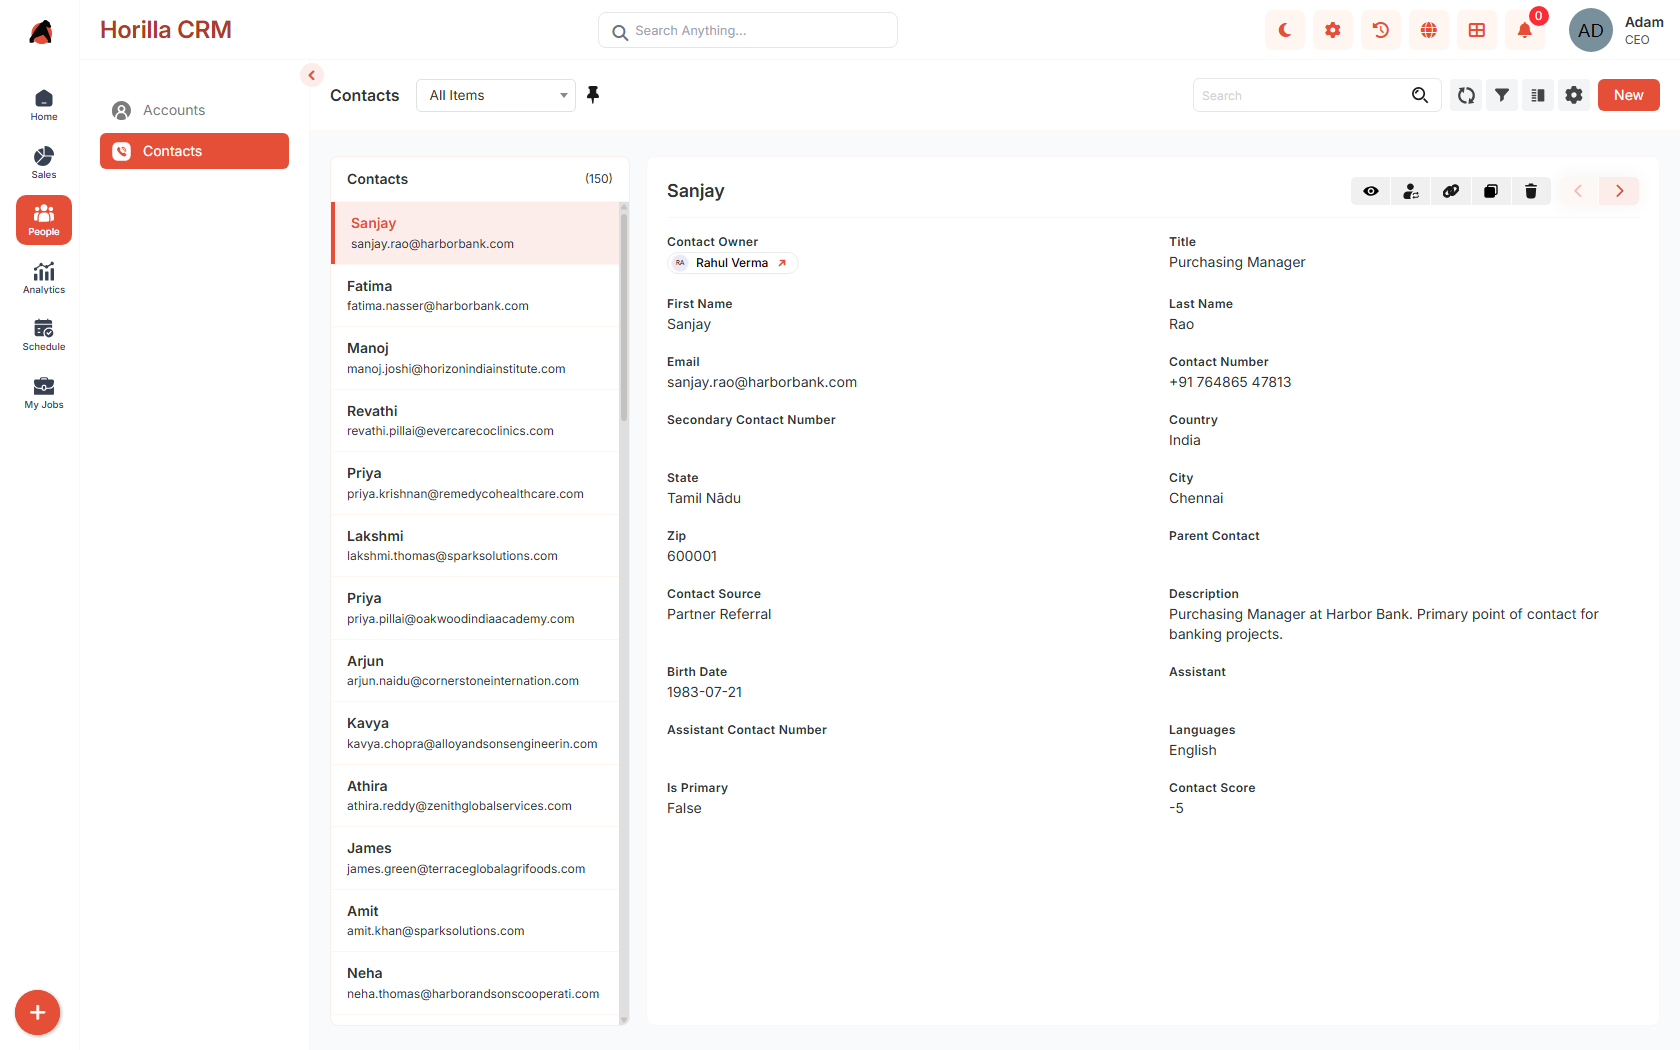 Horilla CRM
Search Anything...
0
AD
Adam
CEO
Home
Sales
People
Analytics
Schedule
My Jobs
Accounts
Contacts
Contacts
All Items
Search
New
Contacts
(150)
Sanjay
sanjay.rao@harborbank.com
Fatima
fatima.nasser@harborbank.com
Manoj
manoj.joshi@horizonindiainstitute.com
Revathi
revathi.pillai@evercarecoclinics.com
Priya
priya.krishnan@remedycohealthcare.com
Lakshmi
lakshmi.thomas@sparksolutions.com
Priya
priya.pillai@oakwoodindiaacademy.com
Arjun
arjun.naidu@cornerstoneinternation.com
Kavya
kavya.chopra@alloyandsonsengineerin.com
Athira
athira.reddy@zenithglobalservices.com
James
james.green@terraceglobalagrifoods.com
Amit
amit.khan@sparksolutions.com
Neha
neha.thomas@harborandsonscooperati.com
Sanjay
Contact Owner
RA Rahul Verma
Title
Purchasing Manager
First Name
Sanjay
Last Name
Rao
Email
sanjay.rao@harborbank.com
Contact Number
+91 764865 47813
Secondary Contact Number
Country
India
State
Tamil Nādu
City
Chennai
Zip
600001
Parent Contact
Contact Source
Partner Referral
Description
Purchasing Manager at Harbor Bank. Primary point of contact for
banking projects.
Birth Date
1983-07-21
Assistant
Assistant Contact Number
Languages
English
Is Primary
False
Contact Score
-5